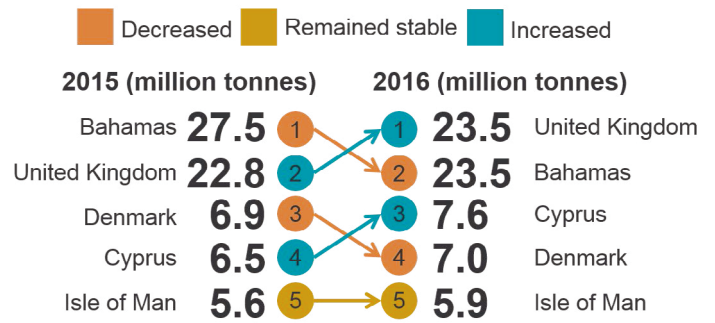 Decreased Remained stable Increased
2015 (million tonnes) 2016 (million tonnes)
Bahamas 27.5 1 1 23.5 United Kingdom
United Kingdom 22.8 2 2 23.5 Bahamas
Denmark 6.9 3 3 7.6 Cyprus
Cyprus 6.5 4 4 7.0 Denmark
Isle of Man 5.6 5 5 5.9 Isle of Man